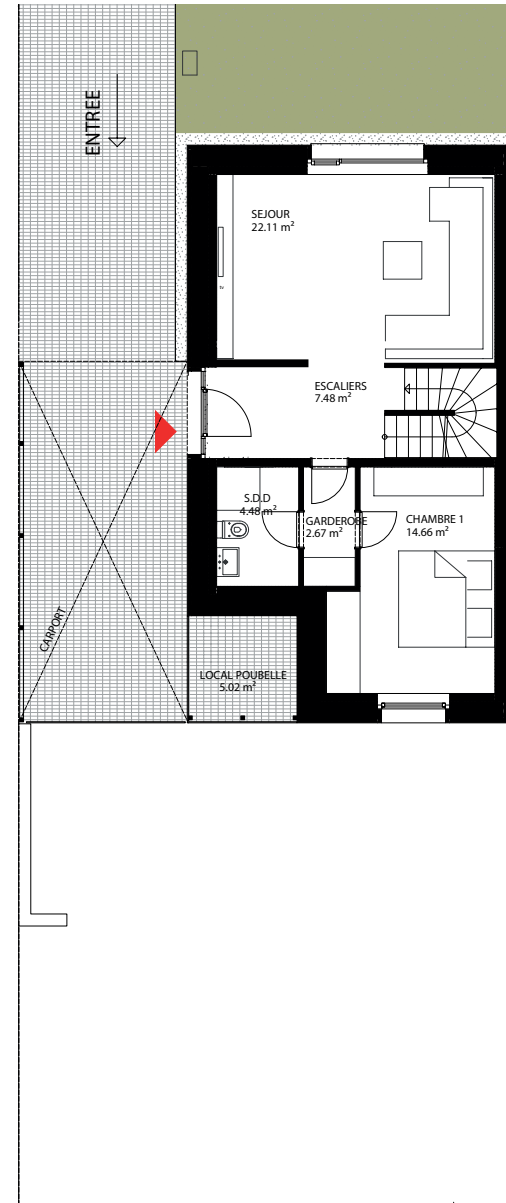 ENTREE
SEJOUR
22.11 m²
TV
ESCALIERS
7.48 m²
S.D.D
4.48 m²
GARDEROBE
2.67 m²
CHAMBRE 1
14.66 m²
CARPORT
LOCAL POUBELLE
5.02 m²